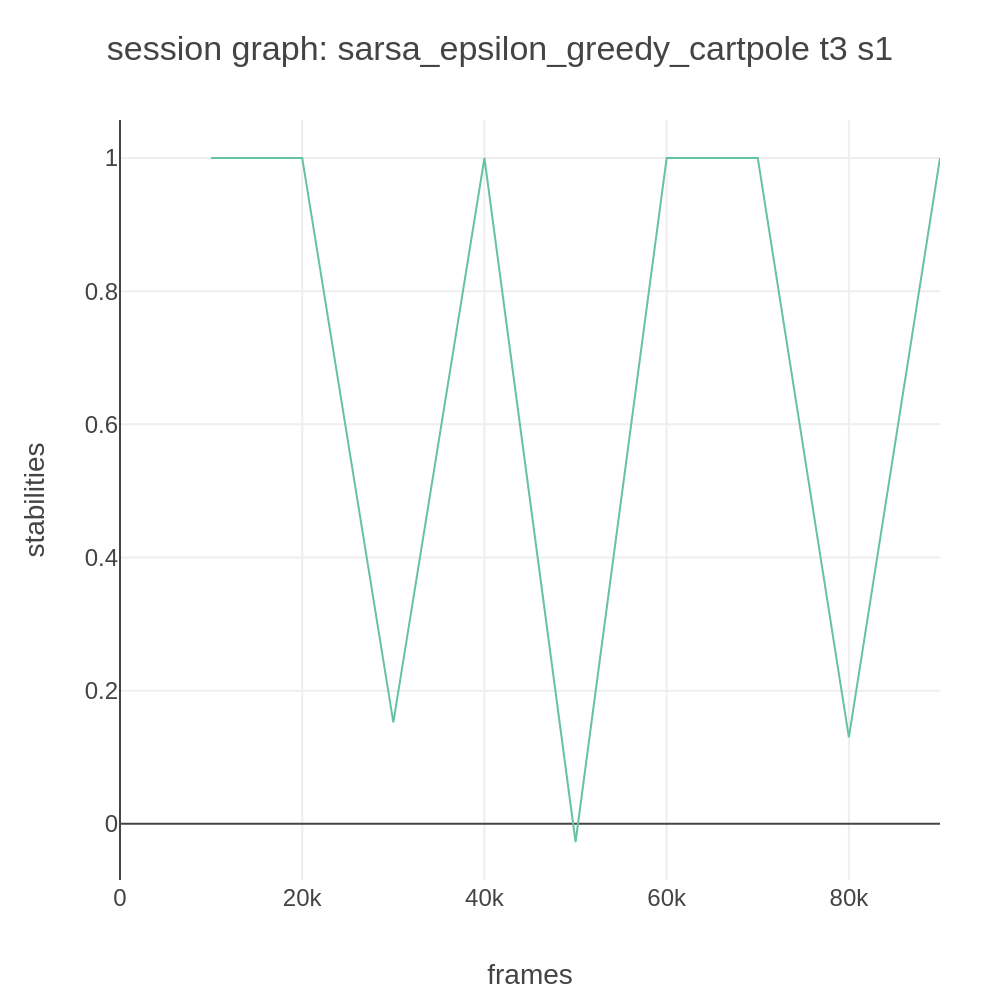 session graph: sarsa_epsilon_greedy_cartpole t3 s1
1
0.8
0.6
0.4
0.2
0
stabilities
0 20k 40k 60k 80k
frames